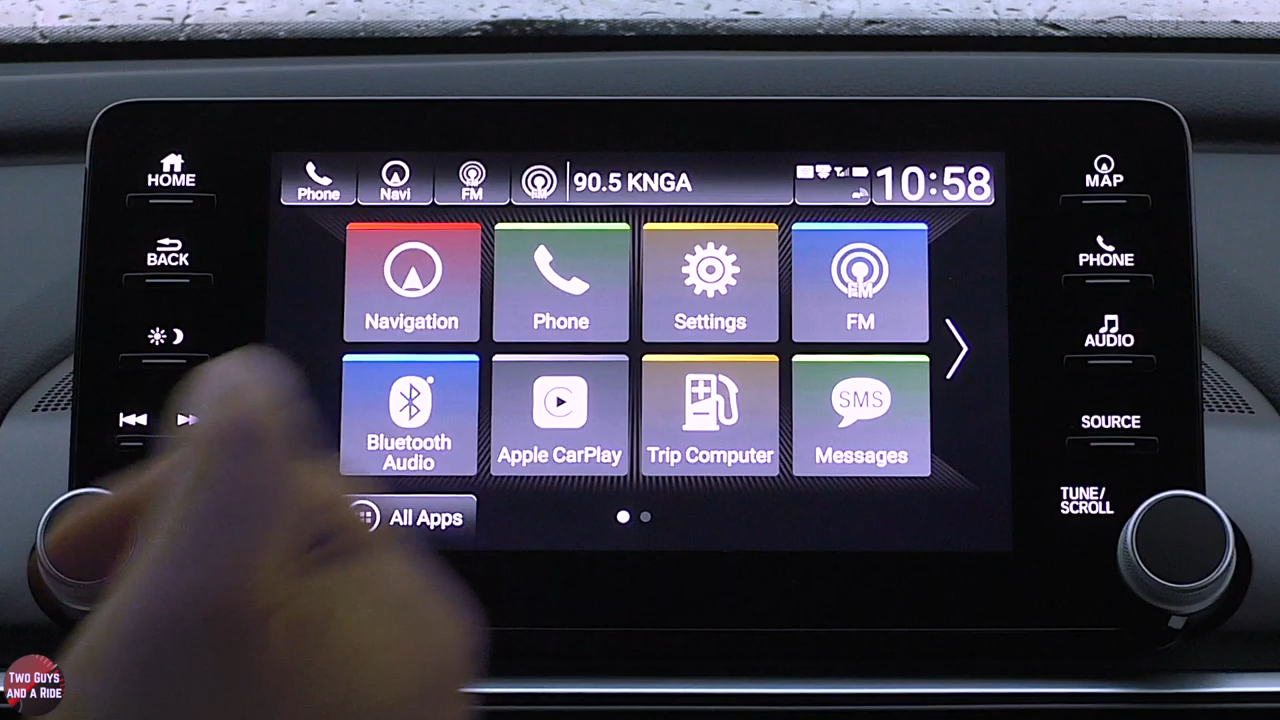 HOME
BACK
Phone
Navi
FM
FM
90.5 KNGA
10:58
Navigation
Phone
Settings
FM
Bluetooth
Audio
Apple CarPlay
Trip Computer
SMS
Messages
All Apps
MAP
PHONE
AUDIO
SOURCE
TUNE/
SCROLL
TWO GUYS
AND A RIDE